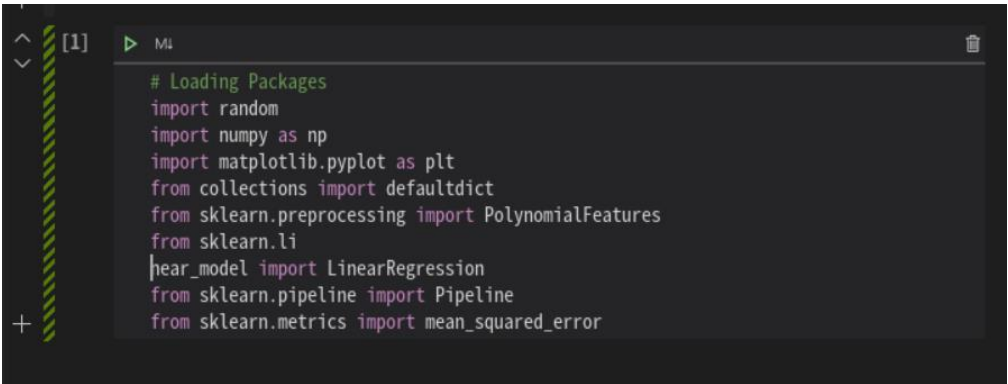 [1]
M↓
# Loading Packages
import random
import numpy as np
import matplotlib.pyplot as plt
from collections import defaultdict
from sklearn.preprocessing import PolynomialFeatures
from sklearn.li
near_model import LinearRegression
from sklearn.pipeline import Pipeline
from sklearn.metrics import mean_squared_error